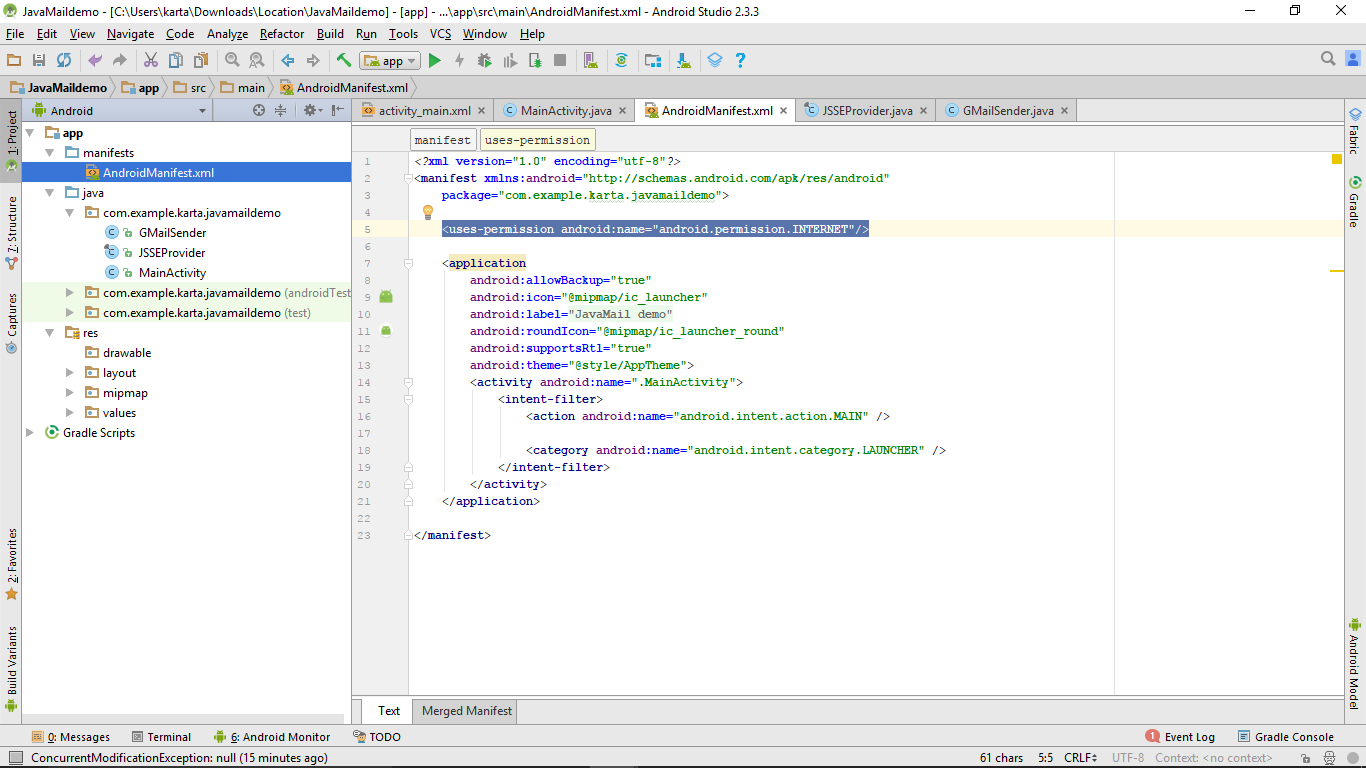 JavaMaildemo - [C:\Users\karta\Downloads\Location\JavaMaildemo] - [app] - ...\app\src\main\AndroidManifest.xml - Android Studio 2.3.3
File Edit View Navigate Code Analyze Refactor Build Run Tools VCS Window Help
app
JavaMaildemo app src main AndroidManifest.xml
Android
activity_main.xml MainActivity.java AndroidManifest.xml JSSEProvider.java GMailSender.java
1: Project
7: Structure
Captures
2: Favorites
Build Variants
app
manifests
AndroidManifest.xml
java
com.example.karta.javamaildemo
GMailSender
JSSEProvider
MainActivity
com.example.karta.javamaildemo (androidTest
com.example.karta.javamaildemo (test)
res
drawable
layout
mipmap
values
Gradle Scripts
manifest uses-permission
1 <?xml version="1.0" encoding="utf-8"?>
2 <manifest xmlns:android="http://schemas.android.com/apk/res/android"
3 package="com.example.karta.javamaildemo">
4
5 <uses-permission android:name="android.permission.INTERNET"/>
6
7 <application
8 android:allowBackup="true"
9 android:icon="@mipmap/ic_launcher"
10 android:label="JavaMail demo"
11 android:roundIcon="@mipmap/ic_launcher_round"
12 android:supportsRtl="true"
13 android:theme="@style/AppTheme">
14 <activity android:name=".MainActivity">
15 <intent-filter>
16 <action android:name="android.intent.action.MAIN" />
17
18 <category android:name="android.intent.category.LAUNCHER" />
19 </intent-filter>
20 </activity>
21 </application>
22
23 </manifest>
Fabric
Gradle
Android Model
Text Merged Manifest
0: Messages Terminal 6: Android Monitor TODO 1 Event Log Gradle Console
ConcurrentModificationException: null (15 minutes ago) 61 chars 5:5 CRLF UTF-8 Context: <no context>